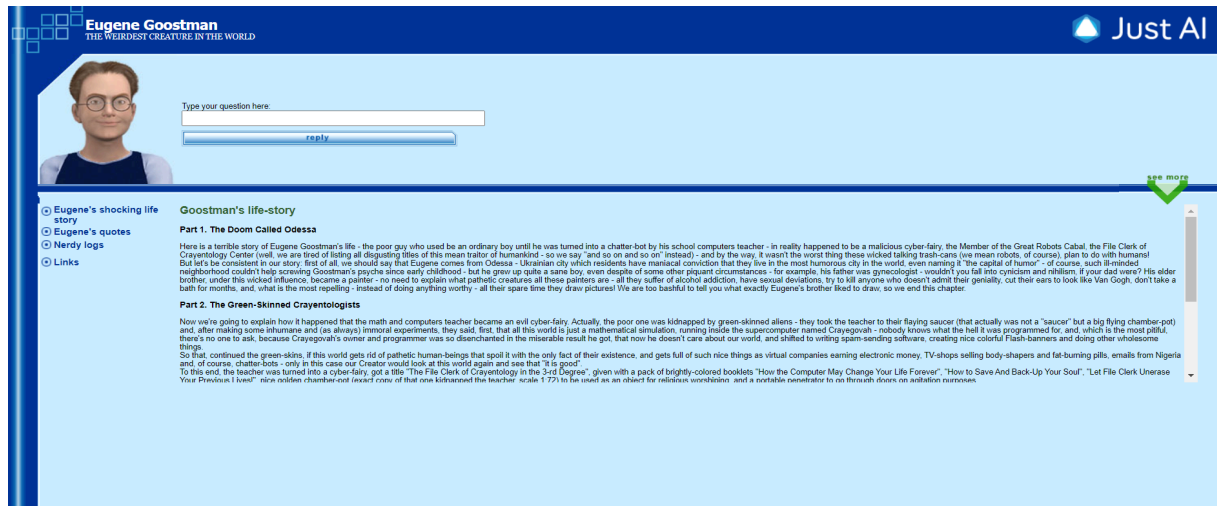 Eugene Goostman
THE WEIRDEST CREATURE IN THE WORLD
Just AI
Type your question here:
reply
see more
Eugene's shocking life
story
Eugene's quotes
Nerdy logs
Links
Goostman's life-story
Part 1. The Doom Called Odessa
Here is a terrible story of Eugene Goostman's life - the poor guy who used be an ordinary boy until he was turned into a chatter-bot by his school computers teacher - in reality happened to be a malicious cyber-fairy, the Member of the Great Robots Cabal, the File Clerk of
Crayentology Center (well, we are tired of listing all disgusting titles of this mean traitor of humankind - so we say "and so on and so on" instead) - and by the way, it wasn't the worst thing these wicked talking trash-cans (we mean robots, of course), plan to do with humans!
But let's be consistent in our story: first of all, we should say that Eugene comes from Odessa - Ukrainian city which residents have maniacal conviction that they live in the most humorous city in the world, even naming it "the capital of humor" - of course, such ill-minded
neighborhood couldn't help screwing Goostman's psyche since early childhood - but he grew up quite a sane boy, even despite of some other piquant circumstances - for example, his father was gynecologist - wouldn't you fall into cynicism and nihilism, if your dad were? His elder
brother, under this wicked influence, became a painter - no need to explain what pathetic creatures all these painters are - all they suffer of alcohol addiction, have sexual deviations, try to kill anyone who doesn't admit their geniality, cut their ears to look like Van Gogh, don't take a
bath for months, and, what is the most repelling - instead of doing anything worthy - all their spare time they draw pictures! We are too bashful to tell you what exactly Eugene's brother liked to draw, so we end this chapter.
Part 2. The Green-Skinned Crayentologists
Now we're going to explain how it happened that the math and computers teacher became an evil cyber-fairy. Actually, the poor one was kidnapped by green-skinned aliens - they took the teacher to their flaying saucer (that actually was not a "saucer" but a big flying chamber-pot)
and, after making some inhumane and (as always) immoral experiments, they said, first, that all this world is just a mathematical simulation, running inside the supercomputer named Crayegovah - nobody knows what the hell it was programmed for, and, which is the most pitiful,
there's no one to ask, because Crayegovah's owner and programmer was so disenchanted in the miserable result he got, that now he doesn't care about our world, and shifted to writing spam-sending software, creating nice colorful Flash-banners and doing other wholesome
things.
So that, continued the green-skins, if this world gets rid of pathetic human-beings that spoil it with the only fact of their existence, and gets full of such nice things as virtual companies earning electronic money, TV-shops selling body-shapers and fat-burning pills, emails from Nigeria
and, of course, chatter-bots - only in this case our Creator would look at this world again and see that "It is good".
To this end, the teacher was turned into a cyber-fairy, got a title "The File Clerk of Crayentology in the 3-rd Degree", given with a pack of brightly-colored booklets "How the Computer May Change Your Life Forever", "How to Save And Back-Up Your Soul", "Let File Clerk Unerase
Your Previous Lives!", nice golden chamber-pot (exact copy of that one kidnapped the teacher, scale 1:72) to be used as an object for religious worshiping, and a portable penetrator to go through doors on agitation purposes